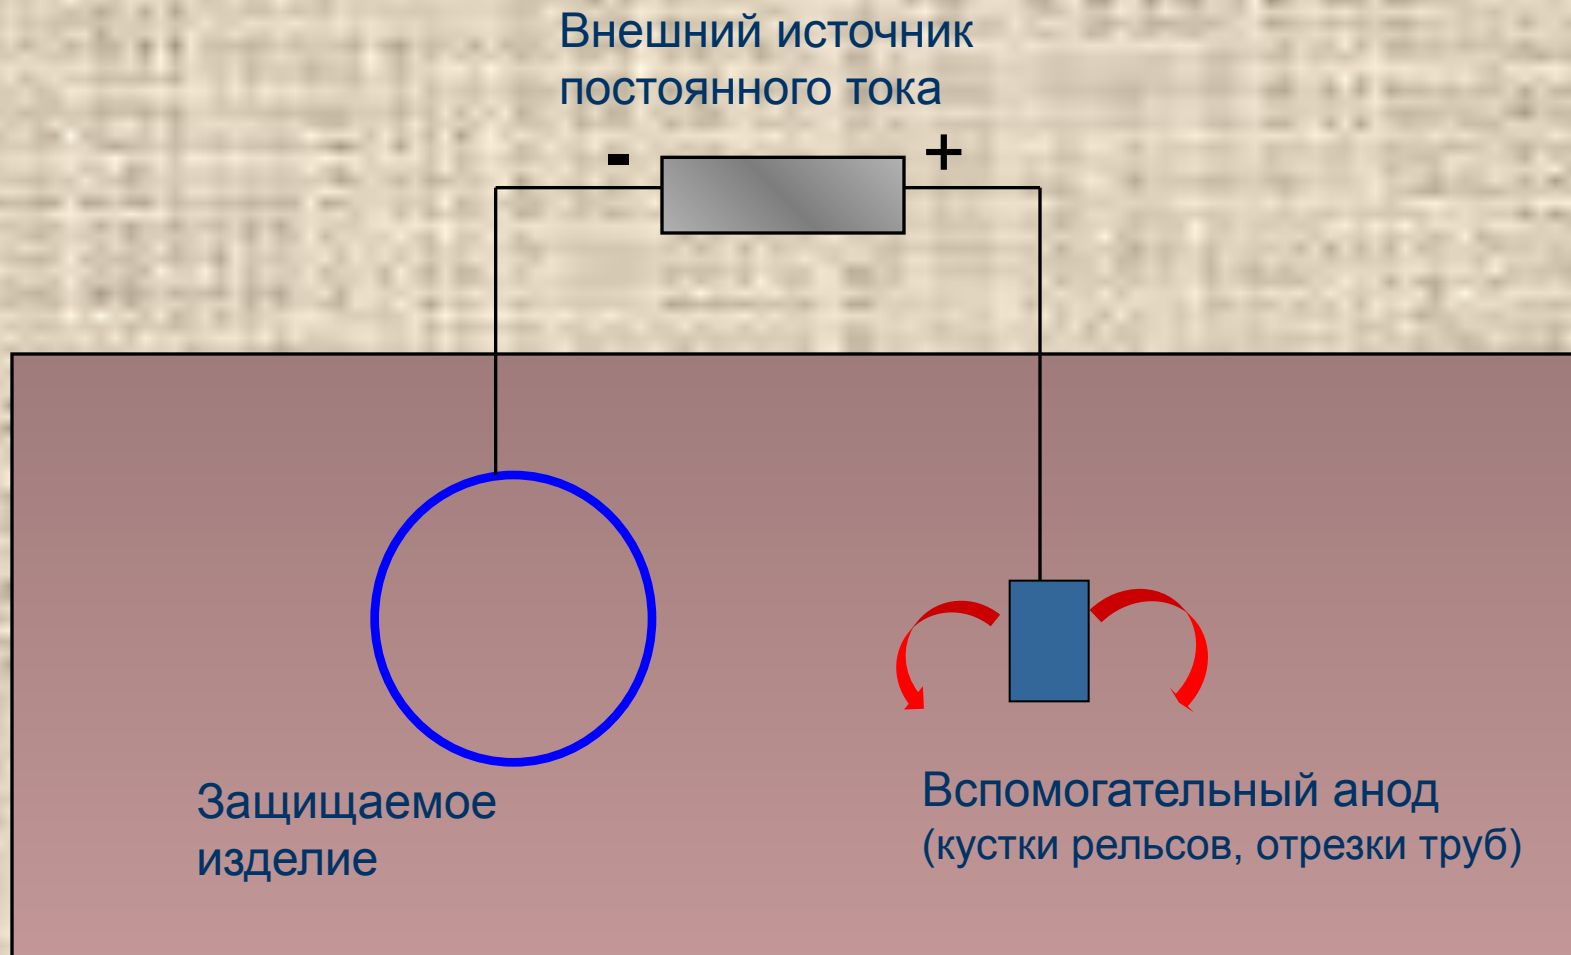 Внешний источник
постоянного тока
- +
Защищаемое
изделие
Вспомогательный анод
(кустки рельсов, отрезки труб)